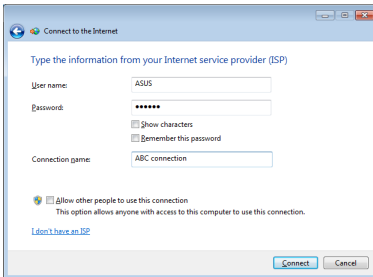 Connect to the Internet
Type the information from your Internet service provider (ISP)
User name:
ASUS
Password:
••••••
Show characters
Remember this password
Connection name:
ABC connection
Allow other people to use this connection
This option allows anyone with access to this computer to use this connection.
I don't have an ISP
Connect
Cancel